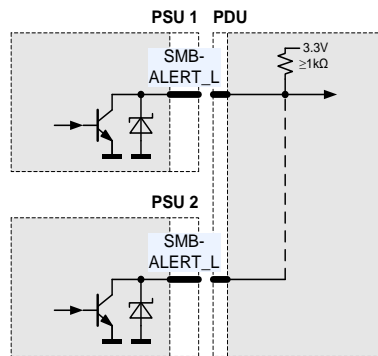 PSU 1
PDU
SMB-
ALERT_L
3.3V
≥1kΩ
PSU 2
SMB-
ALERT_L